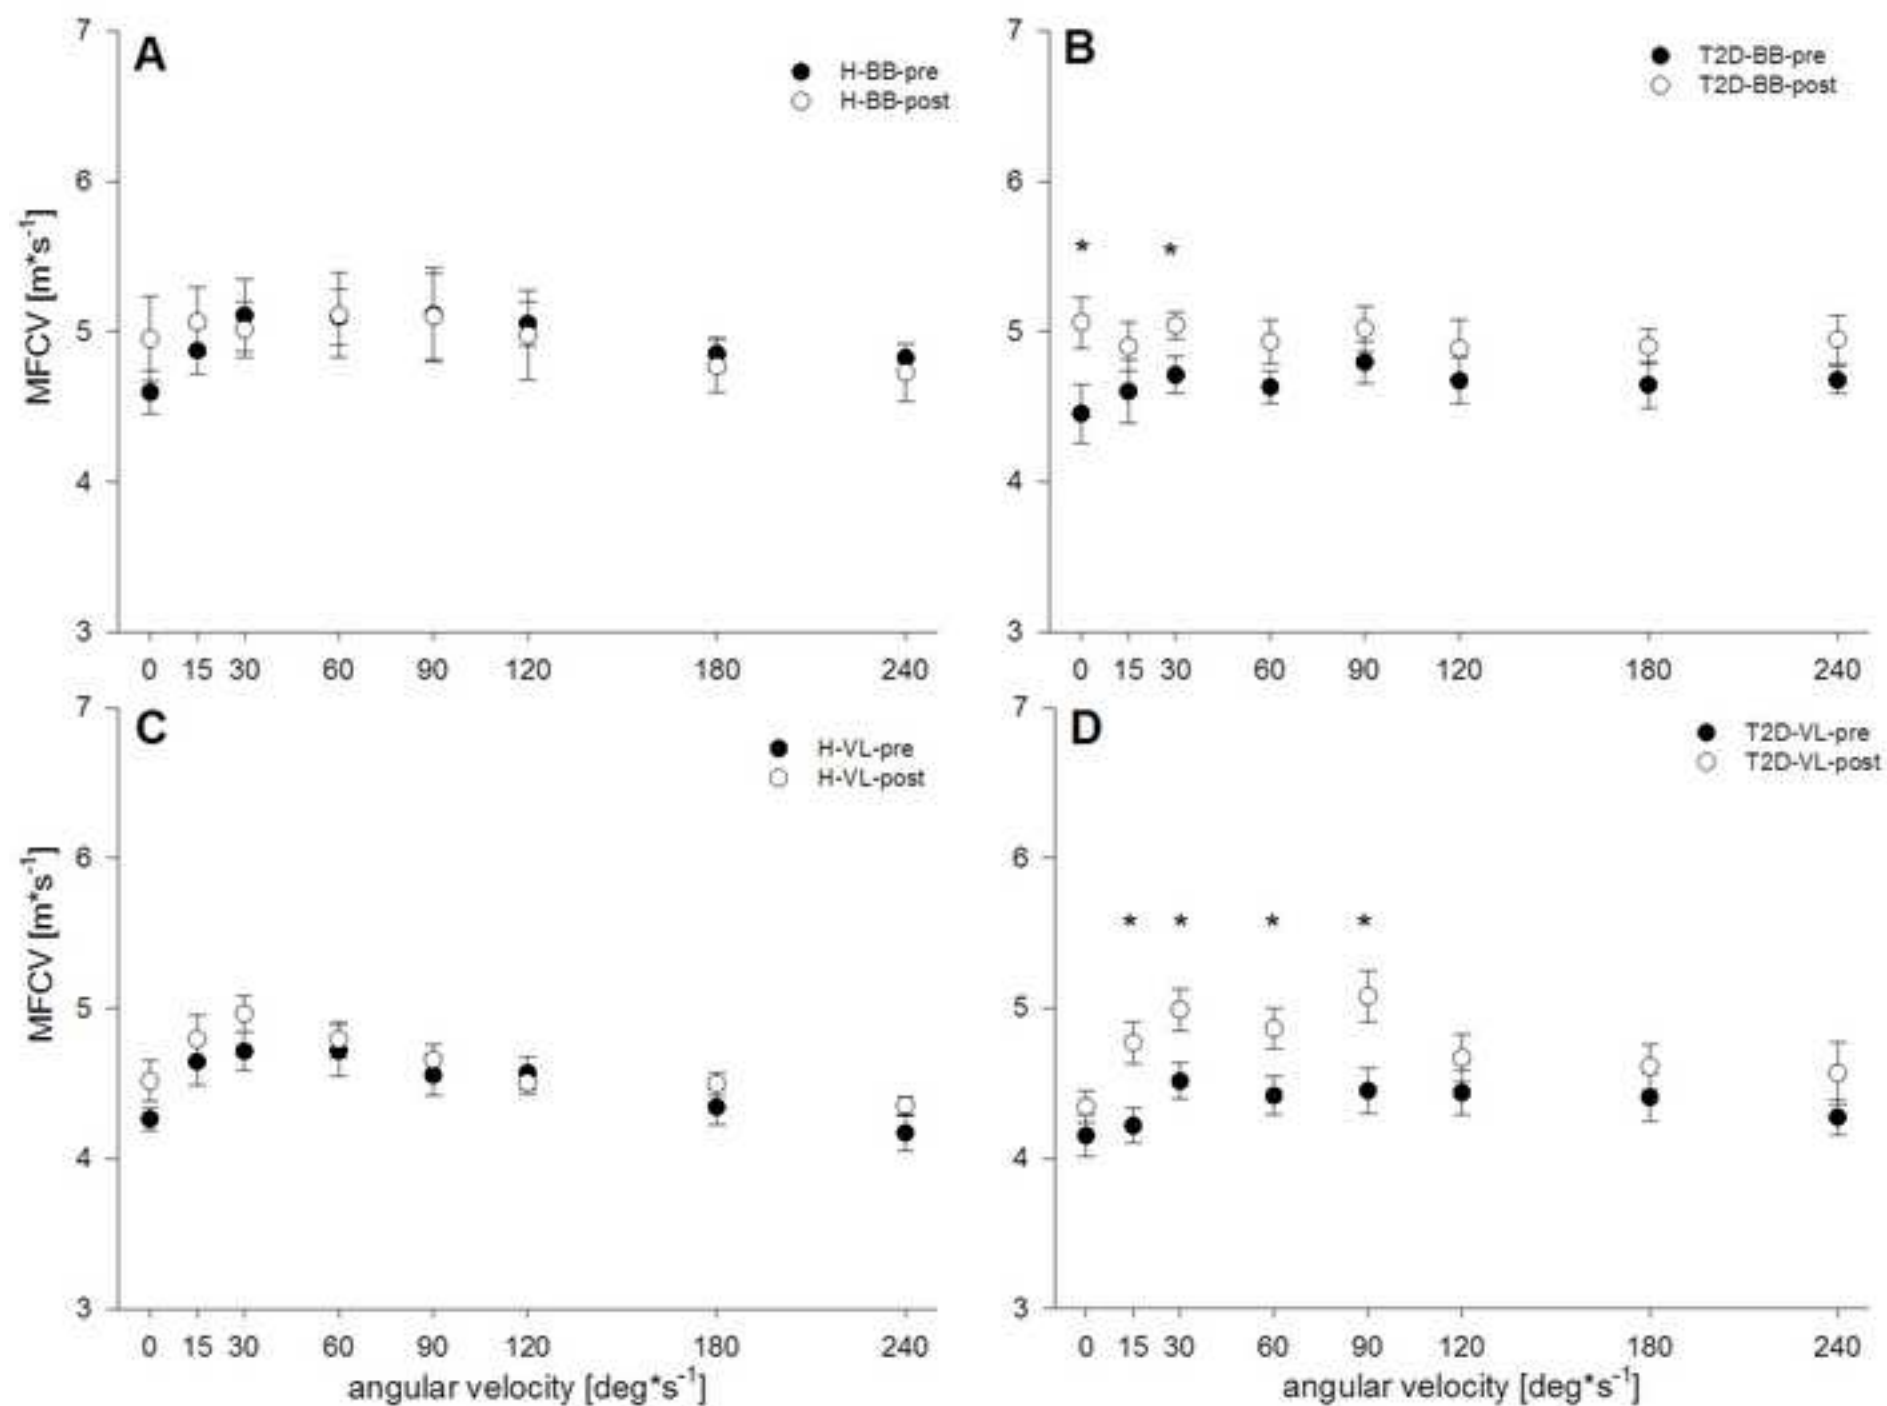 A
H-BB-pre
H-BB-post
MFCV [m*s-1]
7
6
5
4
3
0 15 30 60 90 120 180 240
B
T2D-BB-pre
T2D-BB-post
7
6
5
4
3
* *
0 15 30 60 90 120 180 240
C
H-VL-pre
H-VL-post
MFCV [m*s-1]
7
6
5
4
3
0 15 30 60 90 120 180 240
angular velocity [deg*s-1]
D
T2D-VL-pre
T2D-VL-post
7
6
5
4
3
* * * *
0 15 30 60 90 120 180 240
angular velocity [deg*s-1]